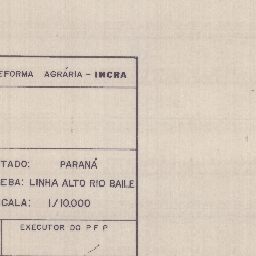 EFORMA AGRÁRIA - INCRA
TADO: PARANÁ
EBA: LINHA ALTO RIO BAILE
CALA: 1/10.000
EXECUTOR DO P F P